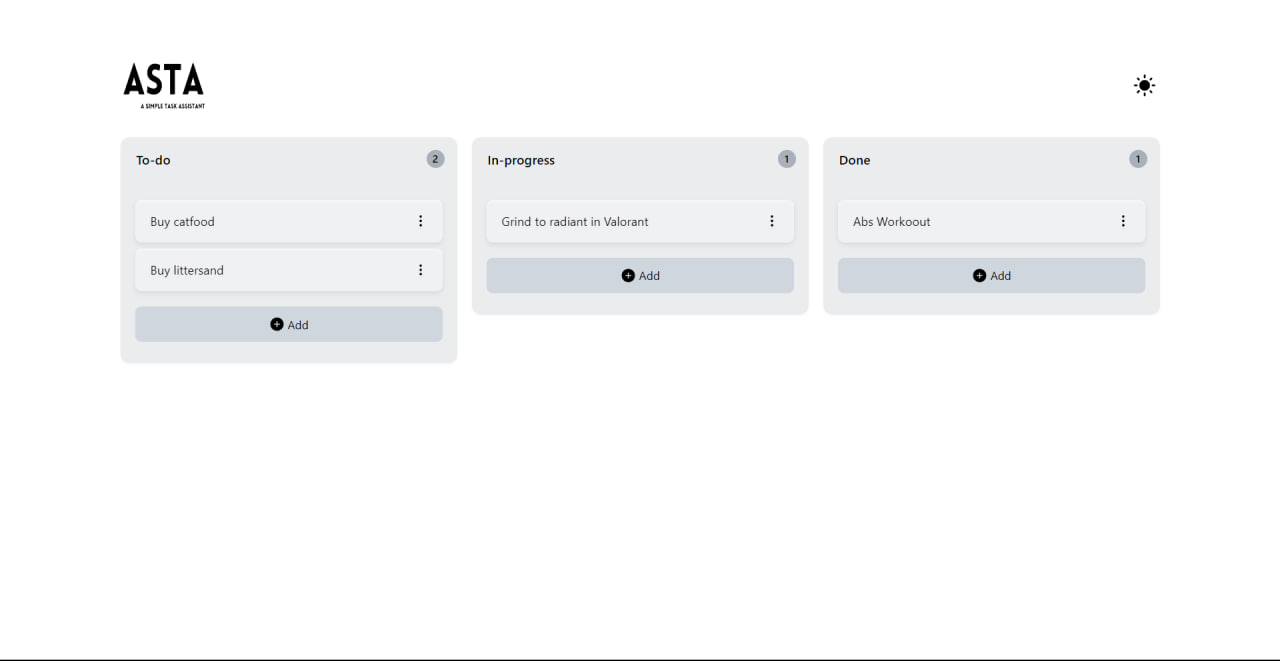 ASTA
A SIMPLE TASK ASSISTANT
To-do 2
Buy catfood
Buy littersand
Add
In-progress 1
Grind to radiant in Valorant
Add
Done 1
Abs Workoout
Add